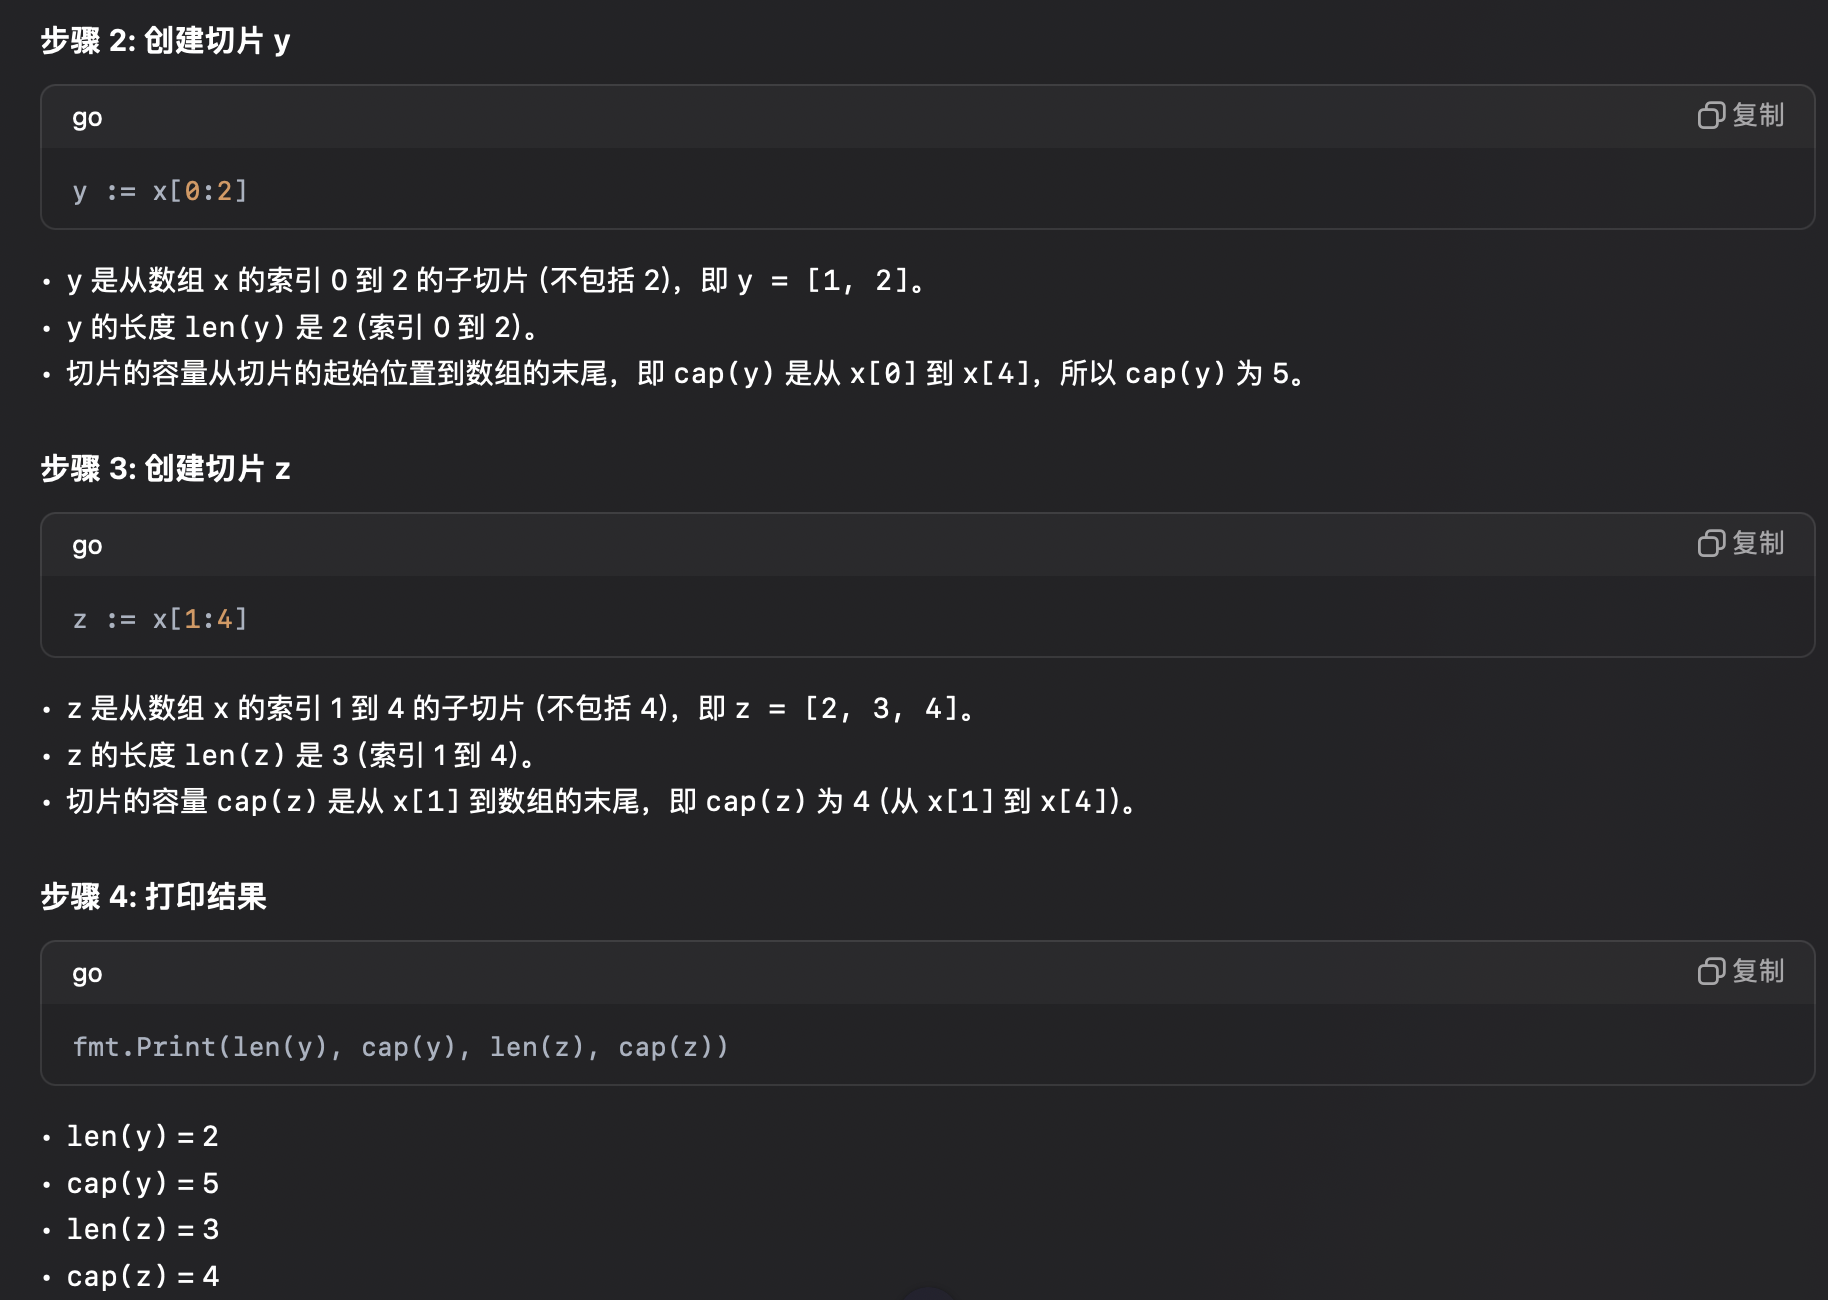 步骤 2: 创建切片 y
go
复制
y := x[0:2]
• y 是从数组 x 的索引 0 到 2 的子切片 (不包括 2)，即 y = [1, 2]。
• y 的长度 len(y) 是 2 (索引 0 到 2)。
• 切片的容量从切片的起始位置到数组的末尾，即 cap(y) 是从 x[0] 到 x[4]，所以 cap(y) 为 5。
步骤 3: 创建切片 z
go
复制
z := x[1:4]
• z 是从数组 x 的索引 1 到 4 的子切片 (不包括 4)，即 z = [2, 3, 4]。
• z 的长度 len(z) 是 3 (索引 1 到 4)。
• 切片的容量 cap(z) 是从 x[1] 到数组的末尾，即 cap(z) 为 4 (从 x[1] 到 x[4])。
步骤 4: 打印结果
go
复制
fmt.Print(len(y), cap(y), len(z), cap(z))
• len(y) = 2
• cap(y) = 5
• len(z) = 3
• cap(z) = 4